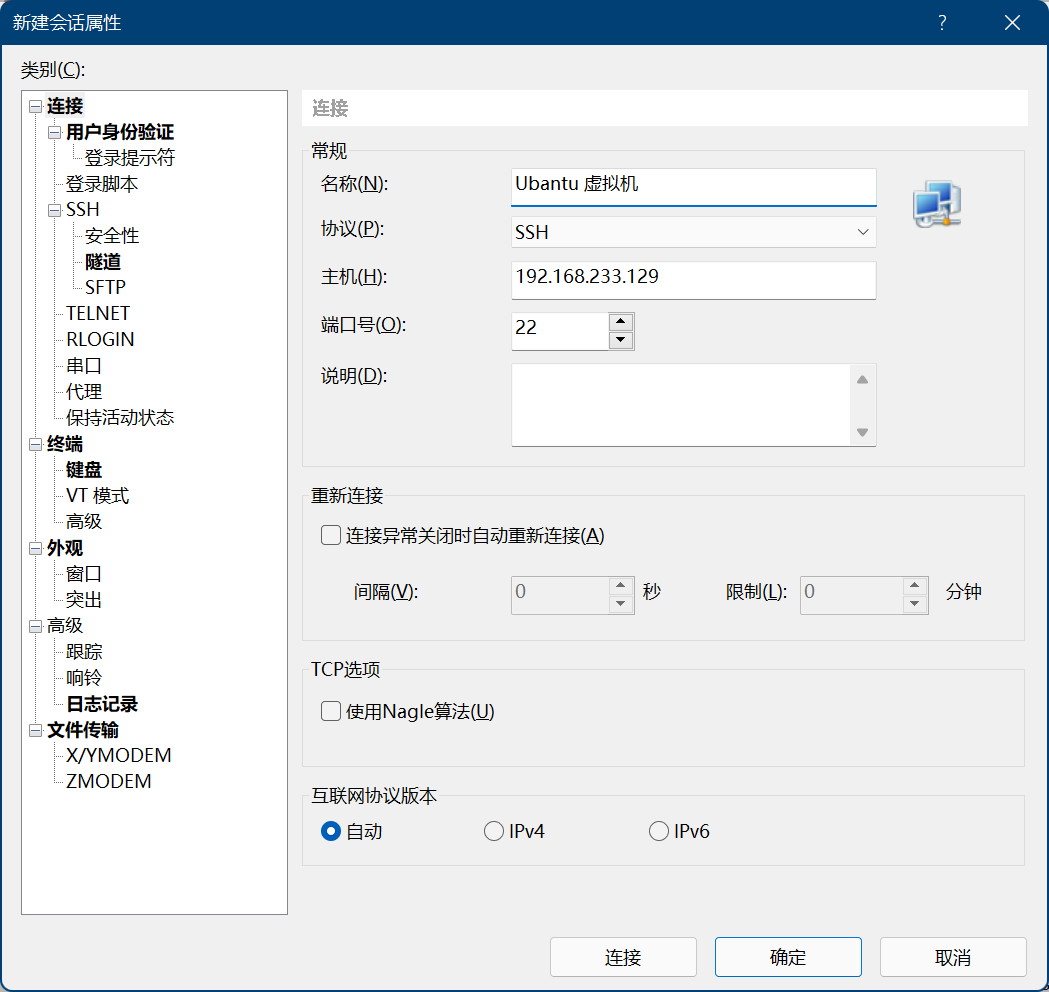 新建会话属性
?
类别(C):
连接
用户身份验证
登录提示符
登录脚本
SSH
安全性
隧道
SFTP
TELNET
RLOGIN
串口
代理
保持活动状态
终端
键盘
VT 模式
高级
外观
窗口
突出
高级
跟踪
响铃
日志记录
文件传输
X/YMODEM
ZMODEM
连接
常规
名称(N): Ubantu 虚拟机
协议(P): SSH
主机(H): 192.168.233.129
端口号(O): 22
说明(D):
重新连接
连接异常关闭时自动重新连接(A)
间隔(V): 0 秒 限制(L): 0 分钟
TCP选项
使用Nagle算法(U)
互联网协议版本
自动 IPv4 IPv6
连接 确定 取消